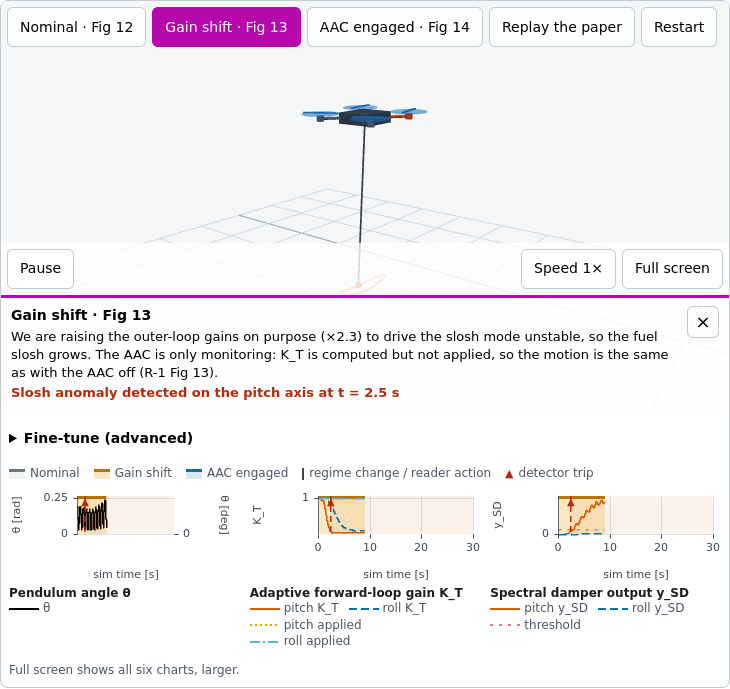 Nominal · Fig 12
Gain shift · Fig 13
AAC engaged · Fig 14
Replay the paper
Restart
Pause
Speed 1×
Full screen
Gain shift · Fig 13
×
We are raising the outer-loop gains on purpose (×2.3) to drive the slosh mode unstable, so the fuel
slosh grows. The AAC is only monitoring: K_T is computed but not applied, so the motion is the same
as with the AAC off (R-1 Fig 13).
Slosh anomaly detected on the pitch axis at t = 2.5 s
▶ Fine-tune (advanced)
Nominal
Gain shift
AAC engaged
regime change / reader action
detector trip
θ [rad]
0.25
0
0
θ [deg]
sim time [s]
Pendulum angle θ
θ
K_T
1
0 10 20 30
sim time [s]
Adaptive forward-loop gain K_T
pitch K_T roll K_T
pitch applied
roll applied
y_SD
0
0 10 20 30
sim time [s]
Spectral damper output y_SD
pitch y_SD roll y_SD
threshold
Full screen shows all six charts, larger.